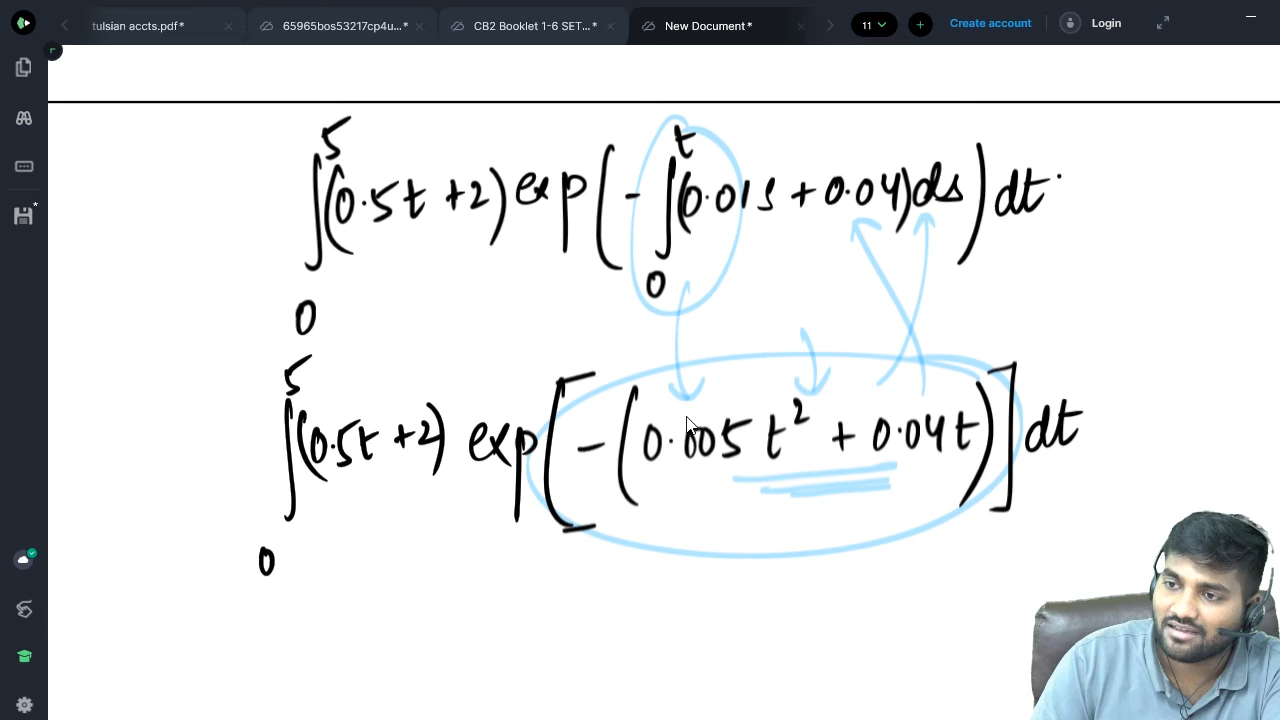 tulsian accts.pdf* 65965bos53217cp4u...* CB2 Booklet 1-6 SET...* New Document* 11 Create account Login
5 t
∫(0.5t +2) exp(- ∫(0.01s + 0.04)ds) dt.
0 0
5
∫(0.5t +2) exp[-(0.005t² + 0.04t)] dt
0